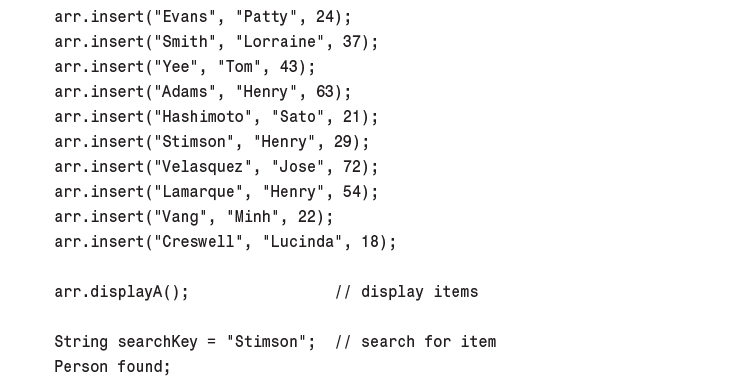 arr.insert("Evans", "Patty", 24);
arr.insert("Smith", "Lorraine", 37);
arr.insert("Yee", "Tom", 43);
arr.insert("Adams", "Henry", 63);
arr.insert("Hashimoto", "Sato", 21);
arr.insert("Stimson", "Henry", 29);
arr.insert("Velasquez", "Jose", 72);
arr.insert("Lamarque", "Henry", 54);
arr.insert("Vang", "Minh", 22);
arr.insert("Creswell", "Lucinda", 18);
arr.displayA(); // display items
String searchKey = "Stimson"; // search for item
Person found;